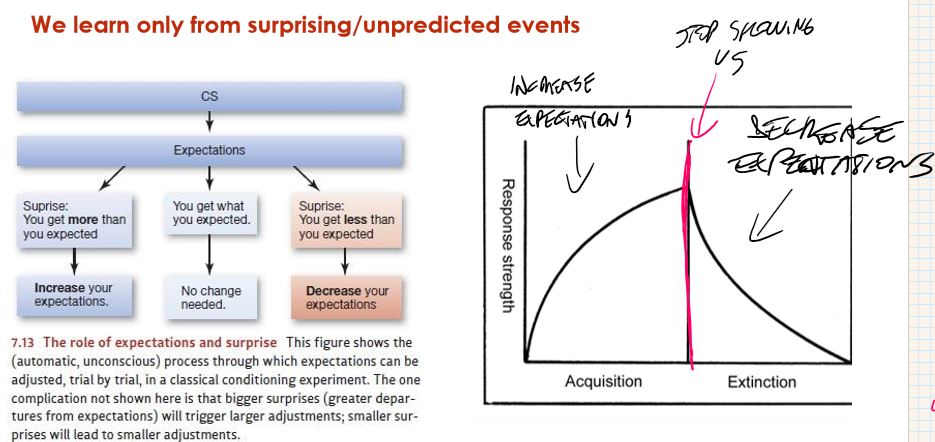 We learn only from surprising/unpredicted events
CS
Expectations
Suprise:
You get more than
you expected
You get what
you expected.
Suprise:
You get less than
you expected
Increase your
expectations.
No change
needed.
Decrease your
expectations
7.13 The role of expectations and surprise This figure shows the
(automatic, unconscious) process through which expectations can be
adjusted, trial by trial, in a classical conditioning experiment. The one
complication not shown here is that bigger surprises (greater depar-
tures from expectations) will trigger larger adjustments; smaller sur-
prises will lead to smaller adjustments.
INCREASE
EXPECTATIONS
STOP SHOWING
US
DECREASE
EXPECTATIONS
Response strength
Acquisition
Extinction